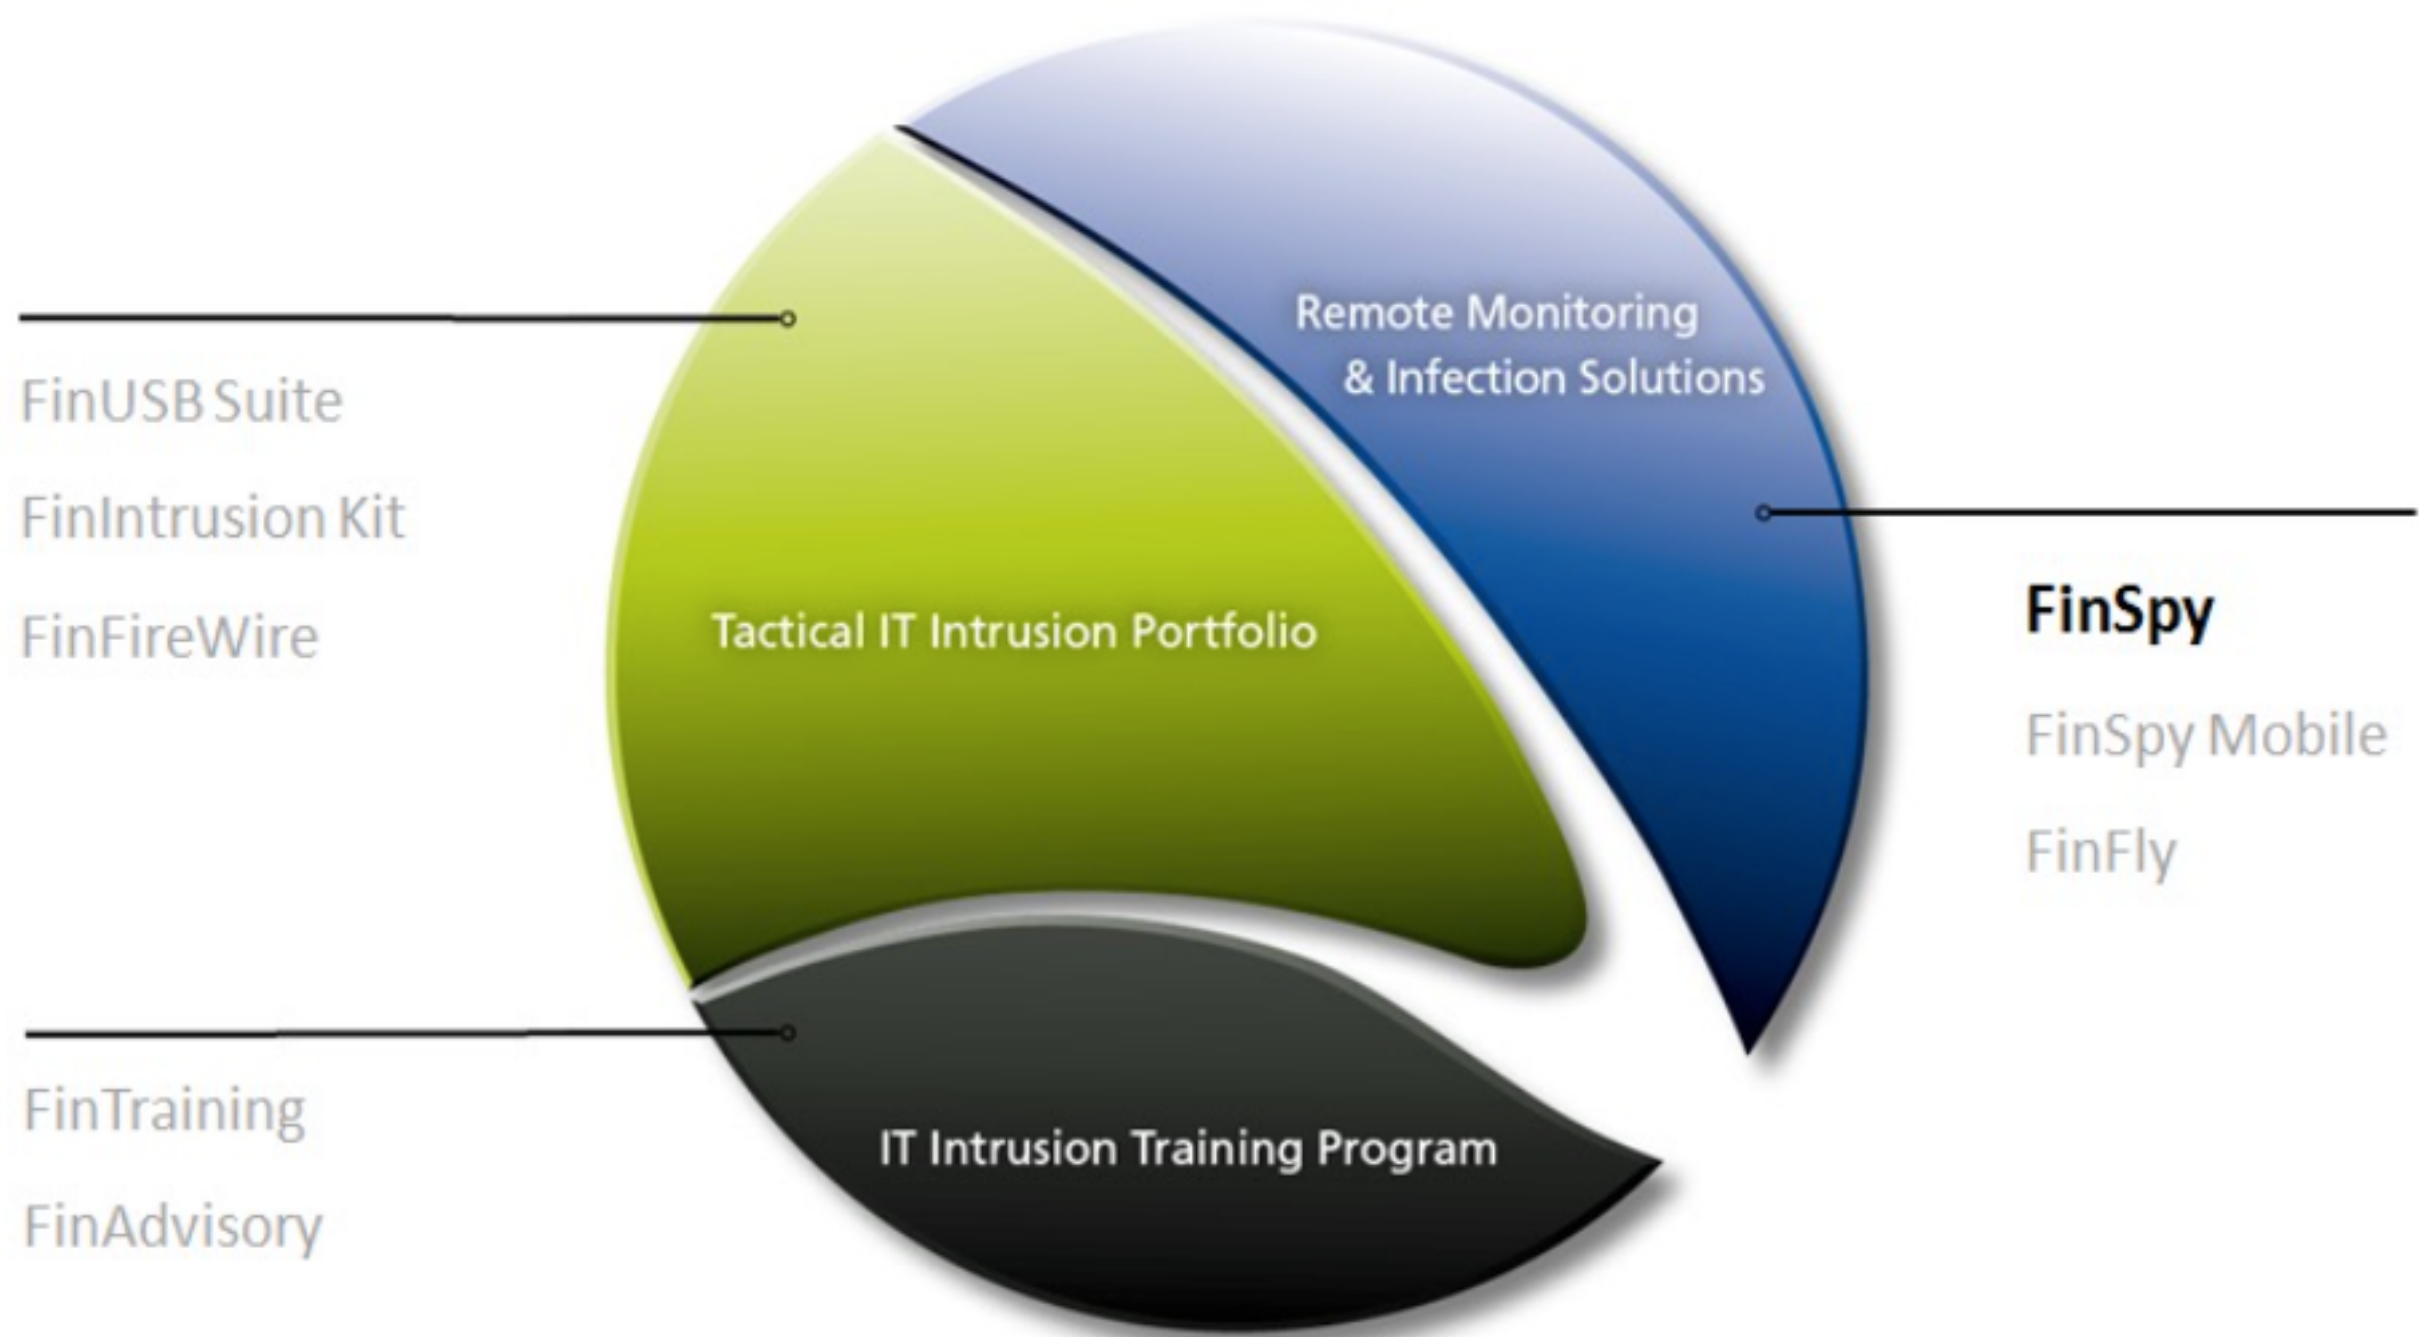 Remote Monitoring
& Infection Solutions
FinUSB Suite
FinIntrusion Kit
FinFireWire
Tactical IT Intrusion Portfolio
FinSpy
FinSpy Mobile
FinFly
FinTraining
FinAdvisory
IT Intrusion Training Program